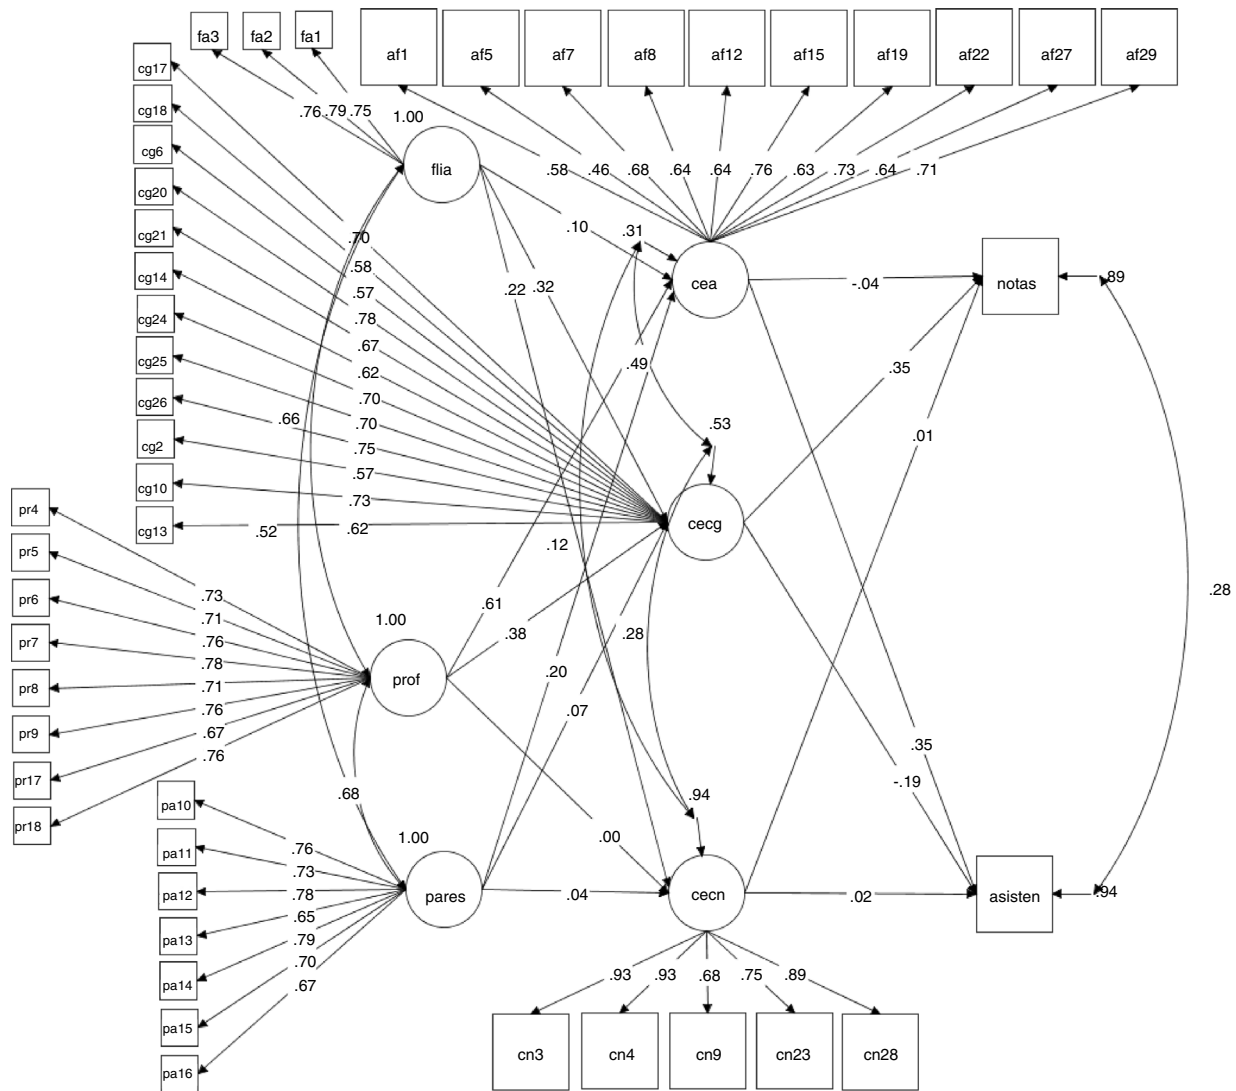 fa3 fa2 fa1 af1 af5 af7 af8 af12 af15 af19 af22 af27 af29
cg17
cg18
cg6
cg20
cg21
cg14
cg24
cg25
cg26
cg2
cg10
cg13
.76 .79 .75
1.00
flia
.58 .46 .68 .64 .64 .76 .63 .73 .64 .71
.10 .31
.22 .32
cea
-.04
notas
.89
.70
.58
.57
.78
.67
.62
.70
.70
.75
.57
.73
.62
.66
.52
.49
.35
.53
.01
cecg
.12
.28
pr4
pr5
pr6
pr7
pr8
pr9
pr17
pr18
.73
.71
.76
.78
.71
.76
.67
.76
1.00
prof
.61
.38
.28
.20
.07
.35
-.19
.68
.94
.00
pa10
pa11
pa12
pa13
pa14
pa15
pa16
.76
.73
.78
.65
.79
.70
.67
1.00
pares
.04
cecn
.02
asisten
.94
.93 .93 .68 .75 .89
cn3 cn4 cn9 cn23 cn28